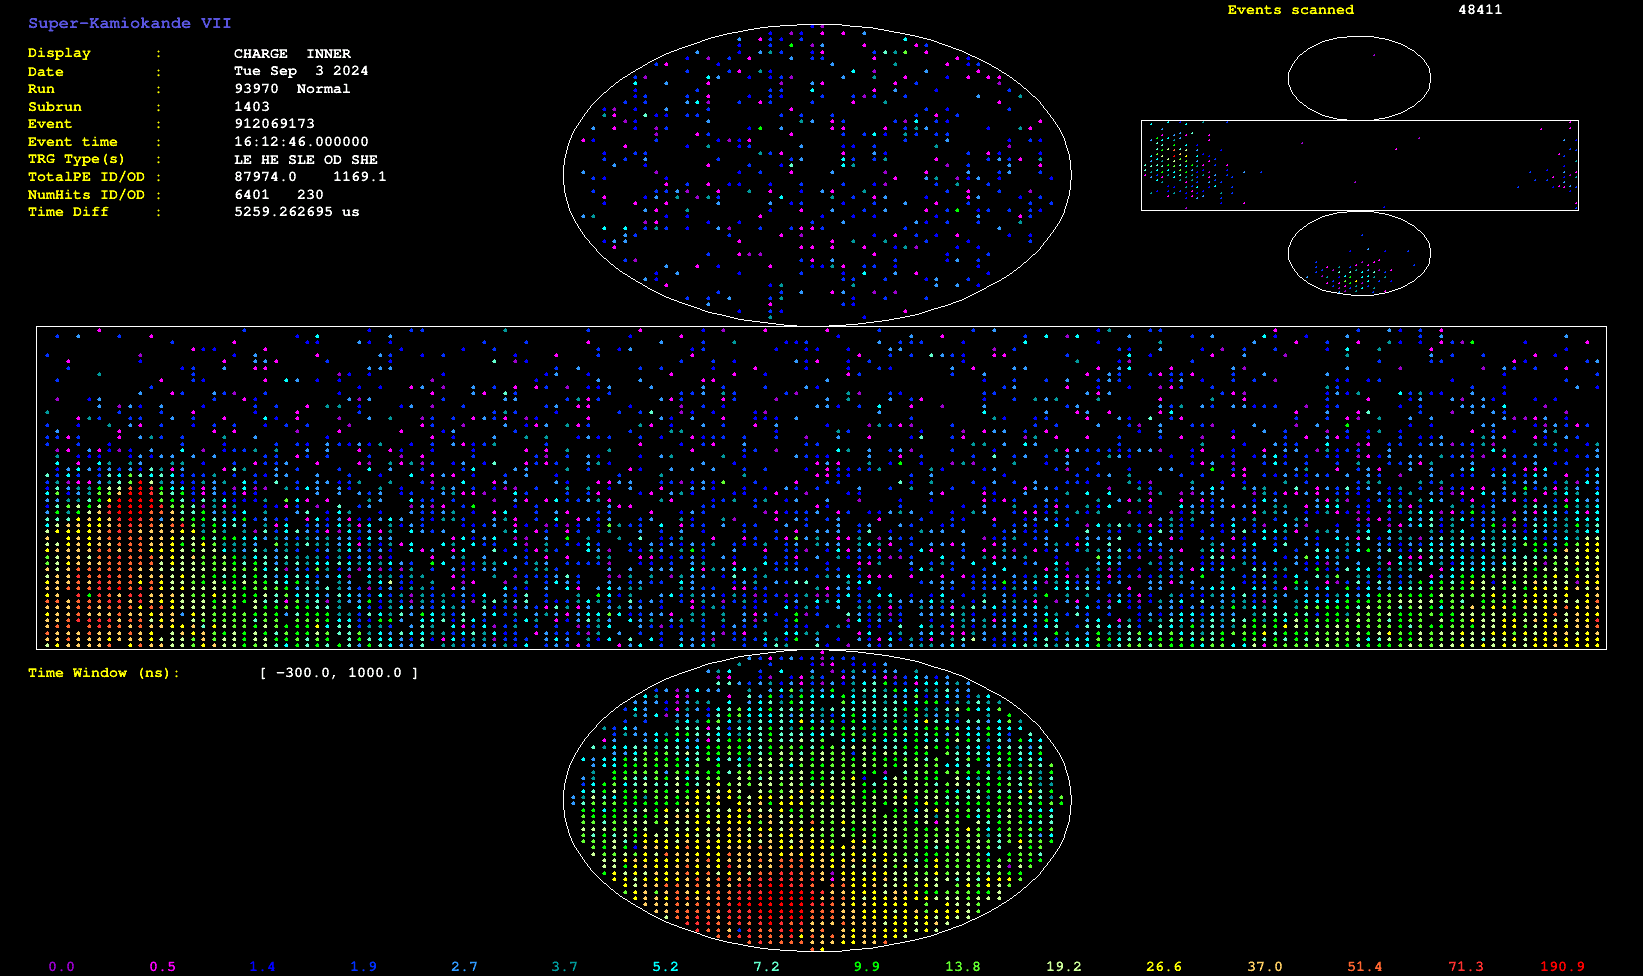 Super-Kamiokande VII
Events scanned 48411
Display : CHARGE INNER
Date : Tue Sep 3 2024
Run : 93970 Normal
Subrun : 1403
Event : 912069173
Event time : 16:12:46.000000
TRG Type(s) : LE HE SLE OD SHE
TotalPE ID/OD : 87974.0 1169.1
NumHits ID/OD : 6401 230
Time Diff : 5259.262695 us
Time Window (ns): [ -300.0, 1000.0 ]
0.0 0.5 1.4 1.9 2.7 3.7 5.2 7.2 9.9 13.8 19.2 26.6 37.0 51.4 71.3 190.9